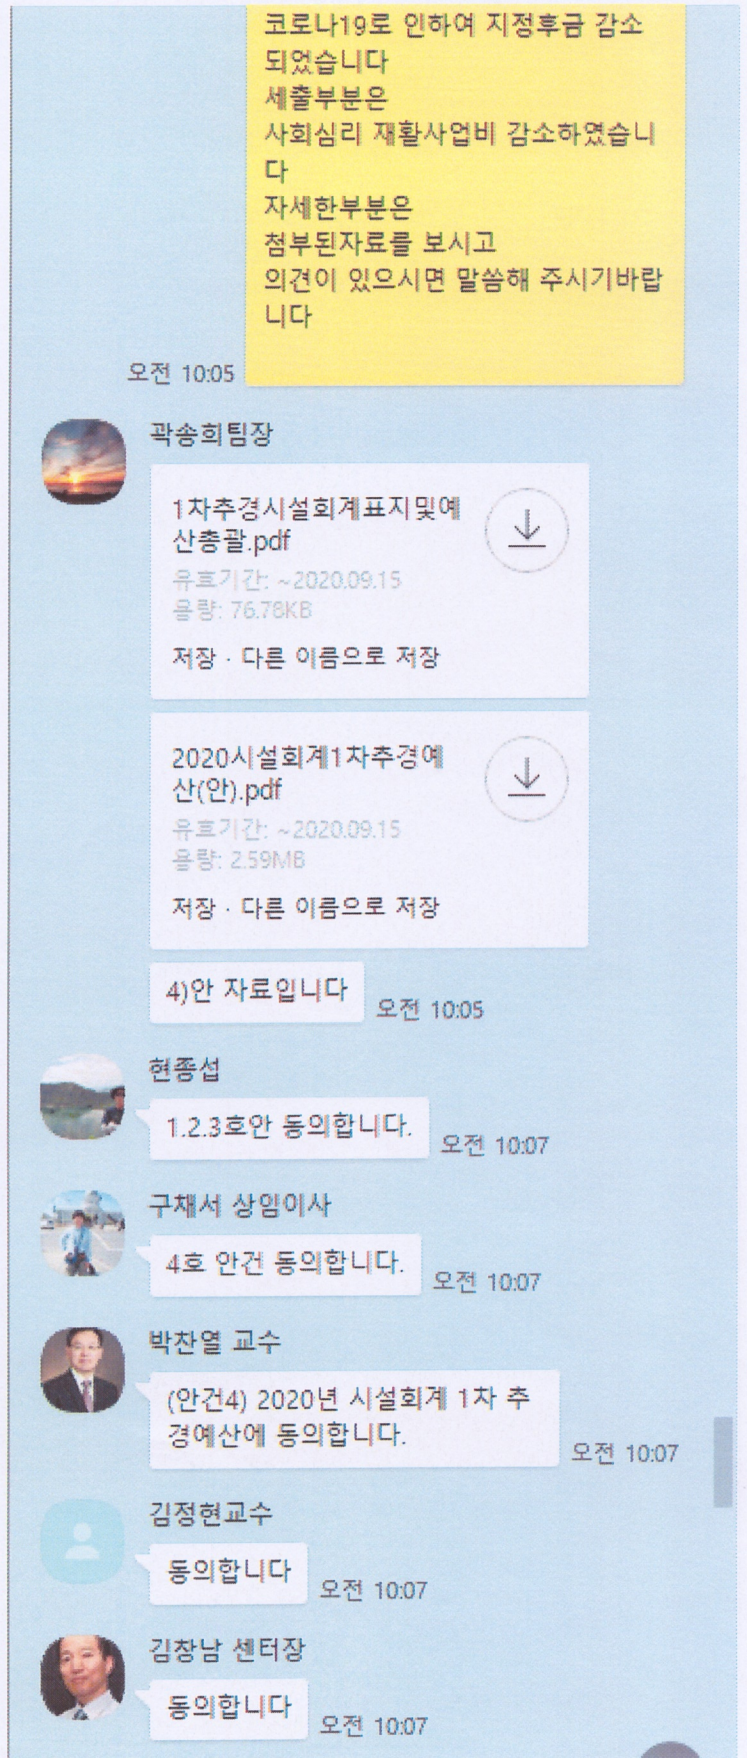 코로나19로 인하여 지정후금 감소
되었습니다
세출부분은
사회심리 재활사업비 감소하였습니
다
자세한부분은
첨부된자료를 보시고
의견이 있으시면 말씀해 주시기바랍
니다
오전 10:05
곽송희팀장
1차추경시설회계표지및예
산총괄.pdf
유효기간: ~2020.09.15
용량: 76.78KB
저장 · 다른 이름으로 저장
2020시설회계1차추경예
산(안).pdf
유효기간: ~2020.09.15
용량: 2.59MB
저장 · 다른 이름으로 저장
4)안 자료입니다
오전 10:05
현종섭
1.2.3호안 동의합니다.
오전 10:07
구채서 상임이사
4호 안건 동의합니다.
오전 10:07
박찬열 교수
(안건4) 2020년 시설회계 1차 추
경예산에 동의합니다.
오전 10:07
김정현교수
동의합니다
오전 10:07
김창남 센터장
동의합니다
오전 10:07